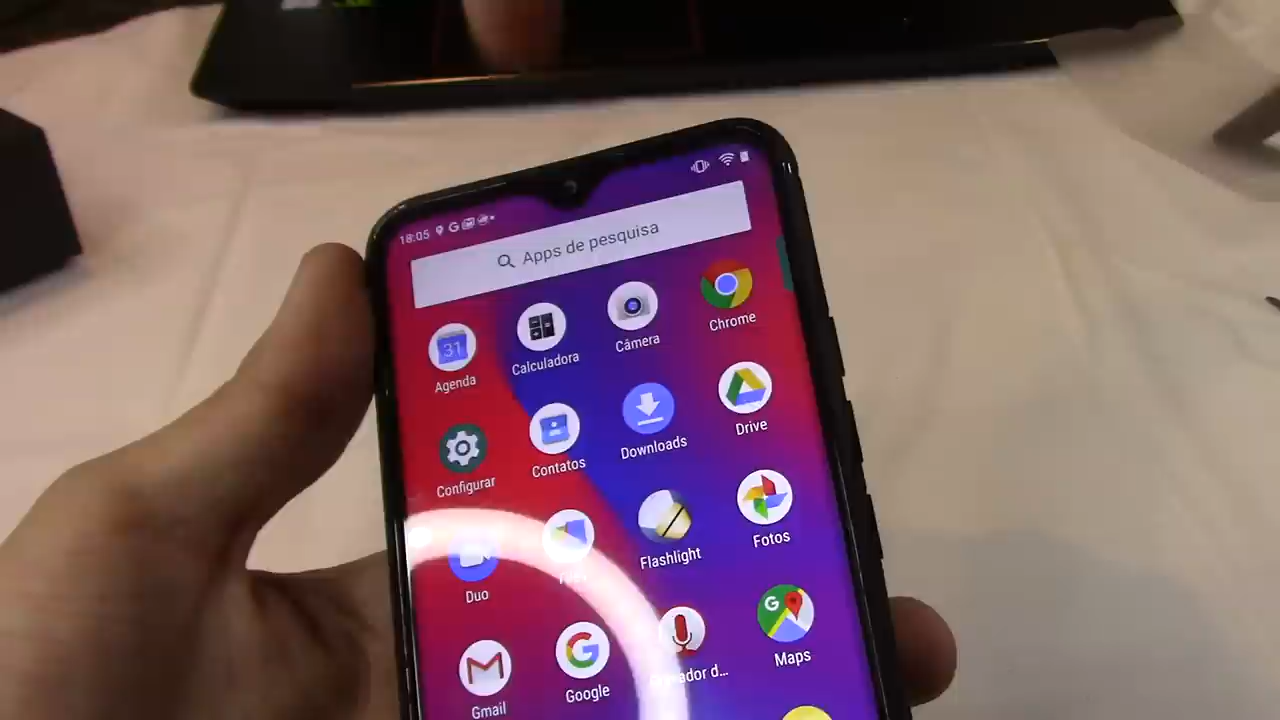 18:05
Apps de pesquisa
Agenda
Calculadora
Câmera
Chrome
Configurar
Contatos
Downloads
Drive
Duo
Flashlight
Fotos
Gmail
Google
Maps